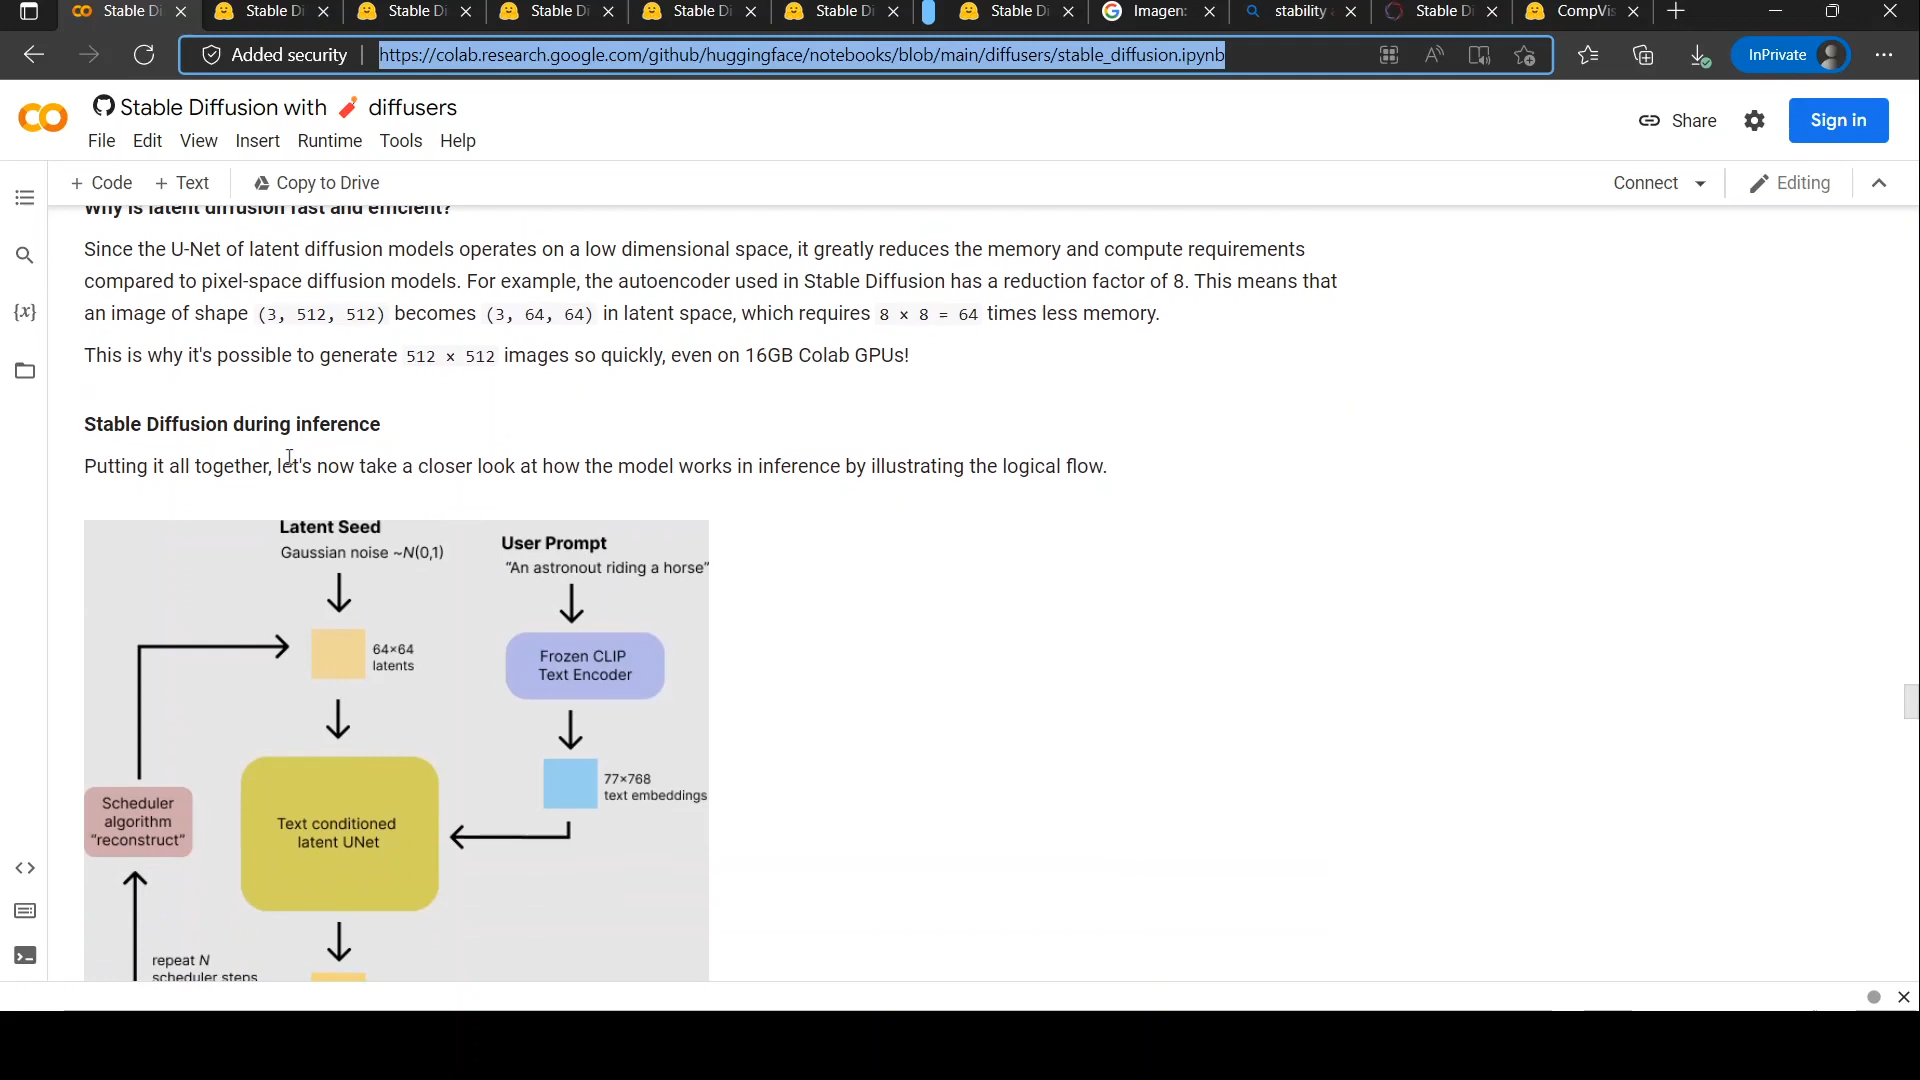 Stable Di
Stable Di
Stable Di
Stable Di
Stable Di
Stable Di
Stable Di
Imagen:
stability
Stable Di
CompVis
Added security
https://colab.research.google.com/github/huggingface/notebooks/blob/main/diffusers/stable_diffusion.ipynb
InPrivate
Stable Diffusion with diffusers
File Edit View Insert Runtime Tools Help
Share
Sign in
+ Code + Text Copy to Drive
Connect
Editing
Why is latent diffusion fast and efficient?
Since the U-Net of latent diffusion models operates on a low dimensional space, it greatly reduces the memory and compute requirements
compared to pixel-space diffusion models. For example, the autoencoder used in Stable Diffusion has a reduction factor of 8. This means that
an image of shape (3, 512, 512) becomes (3, 64, 64) in latent space, which requires 8 × 8 = 64 times less memory.
This is why it's possible to generate 512 × 512 images so quickly, even on 16GB Colab GPUs!
Stable Diffusion during inference
Putting it all together, let's now take a closer look at how the model works in inference by illustrating the logical flow.
Latent Seed
Gaussian noise ~N(0,1)
User Prompt
“An astronout riding a horse”
64×64
latents
Frozen CLIP
Text Encoder
77×768
text embeddings
Scheduler
algorithm
“reconstruct”
Text conditioned
latent UNet
repeat N
scheduler steps